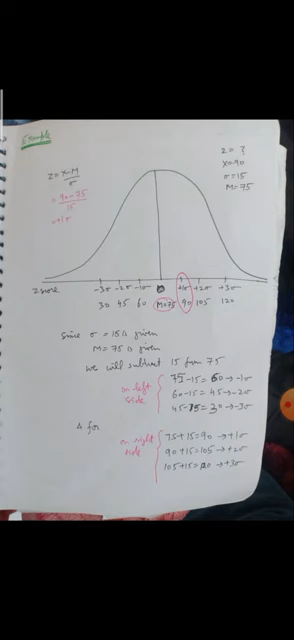 Example
z = ?
x=90
σ=15
M=75
z= x-M / σ
= 90-75 / 15
= +1σ
z score -3σ -2σ -1σ 0 +1σ +2σ +3σ
30 45 60 M=75 90 105 120
since σ = 15 is given
M = 75 is given
we will subtract 15 from 75
on left side
75-15= 60 → -1σ
60-15 = 45 → -2σ
45-15 = 30 → -3σ
for
on right side
75+15=90 → +1σ
90+15=105 → +2σ
105+15=120 → +3σ